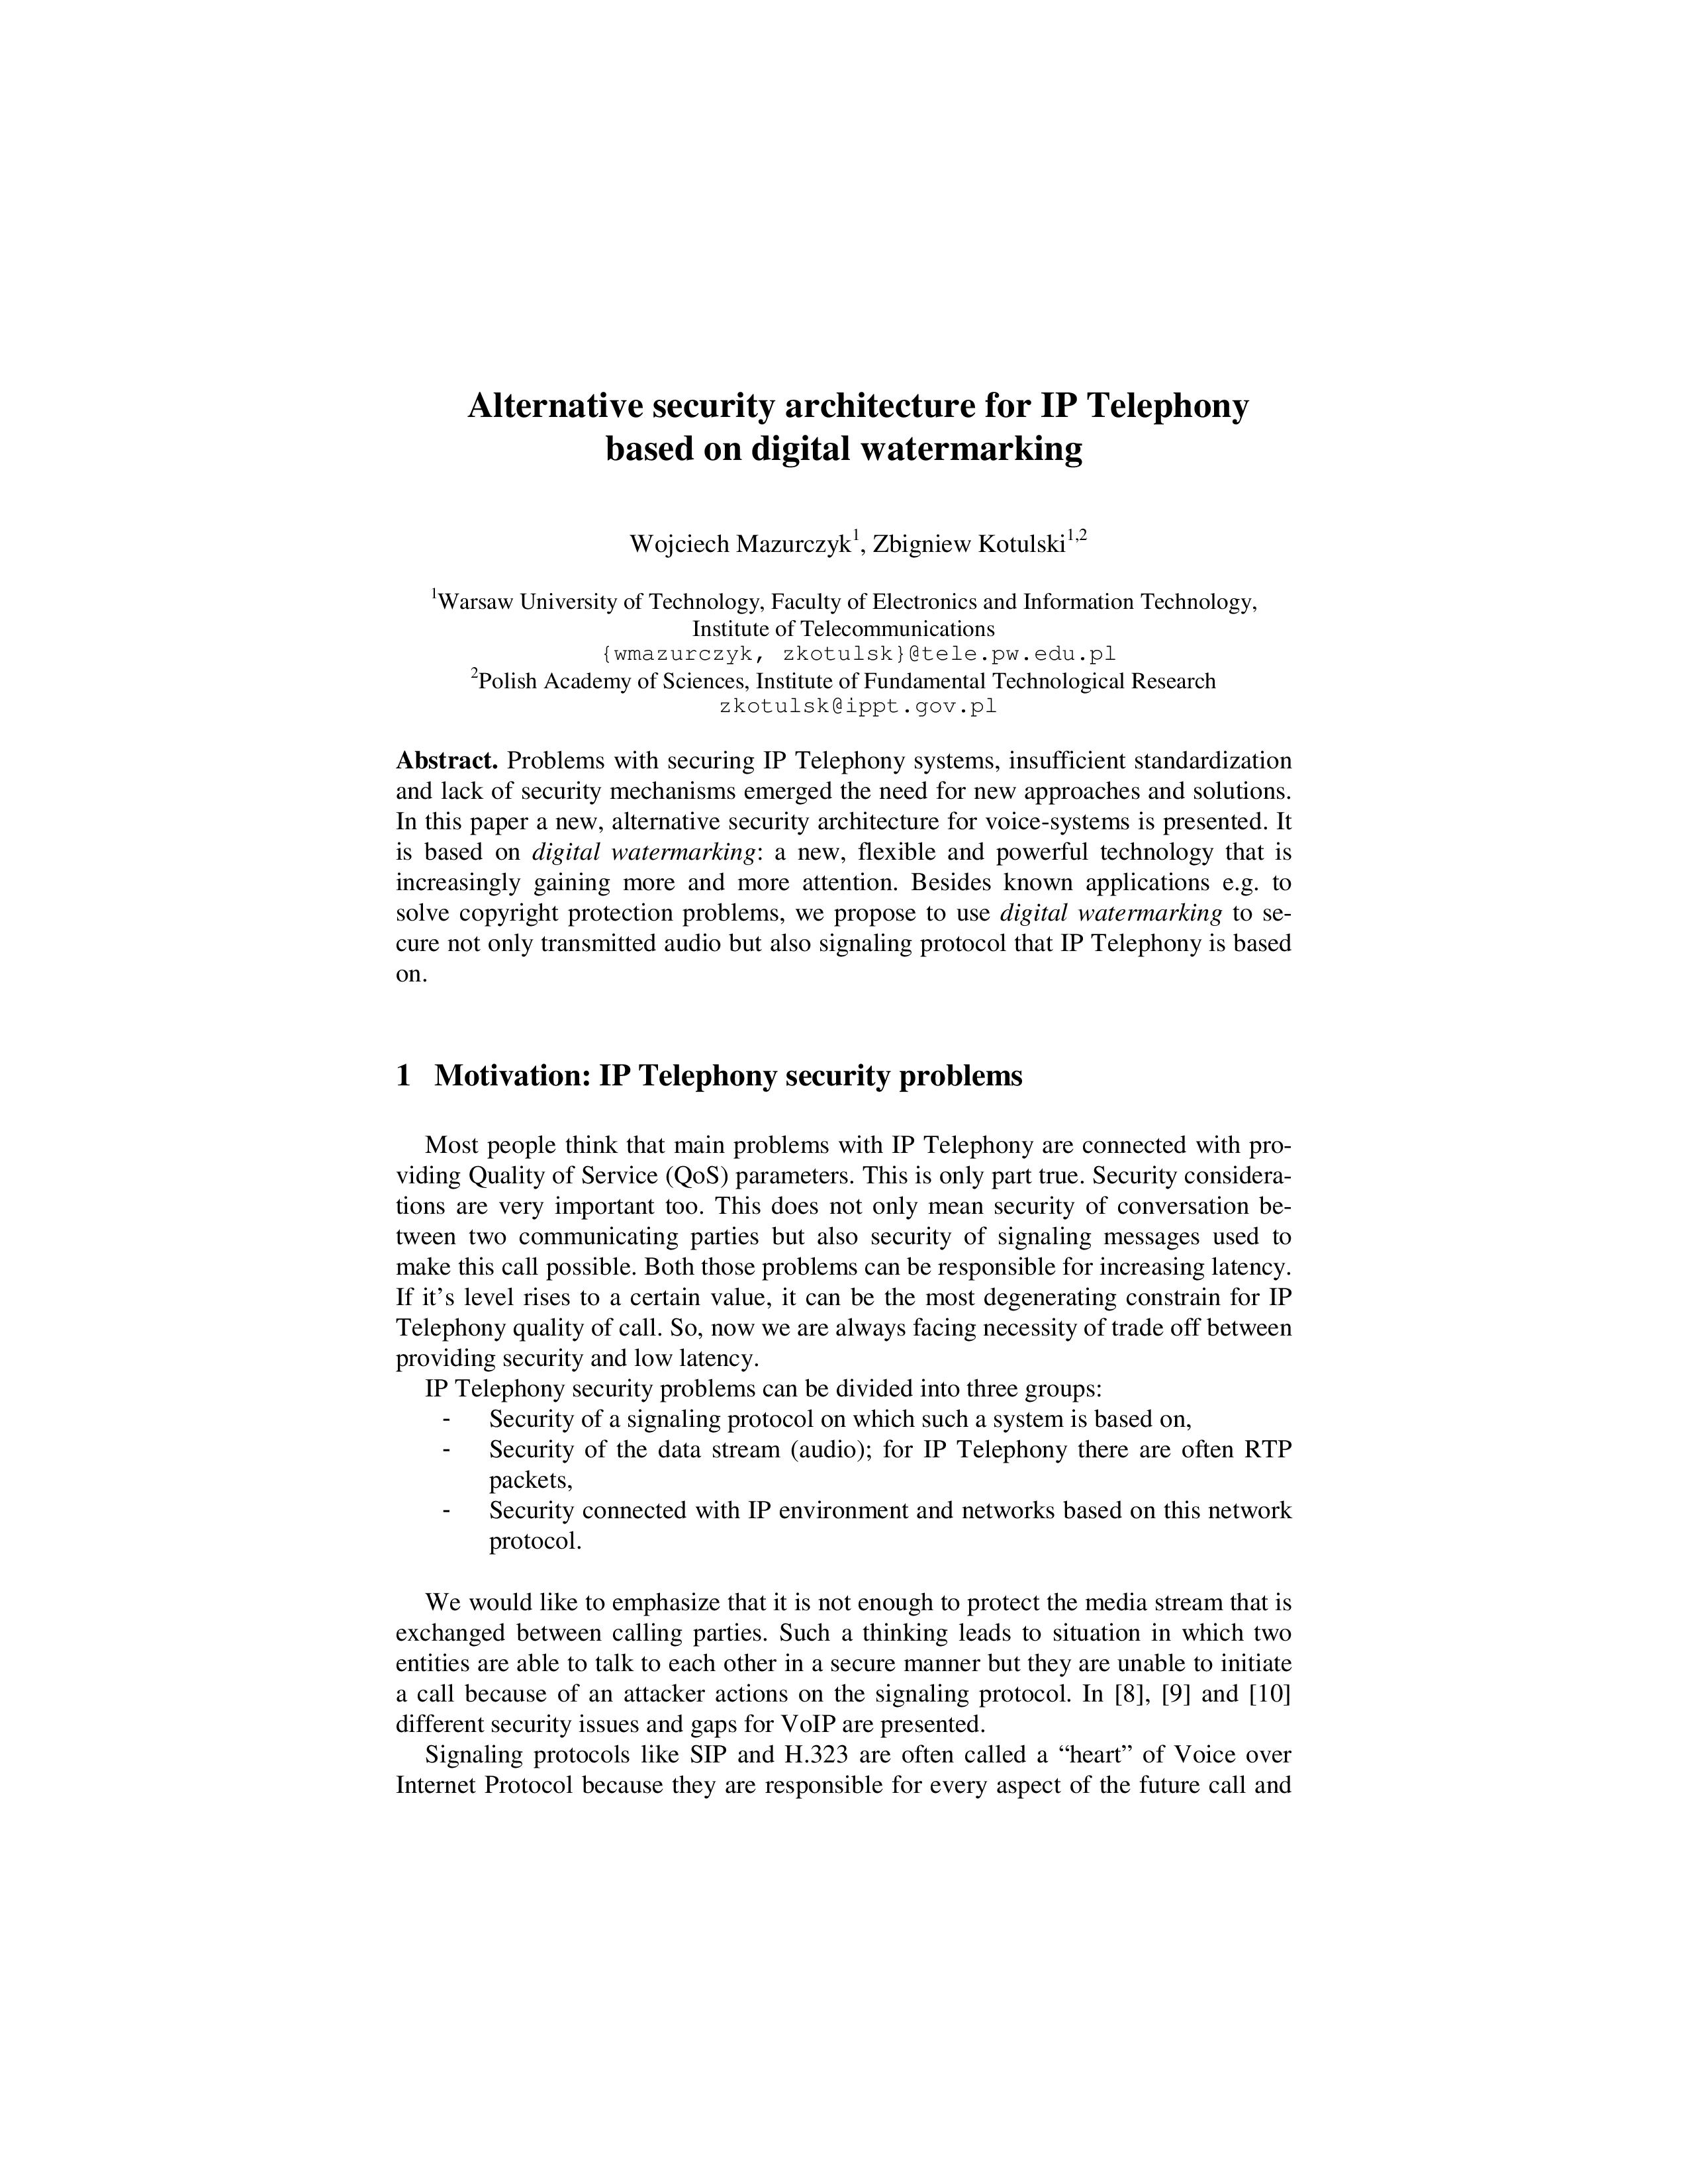 Alternative security architecture for IP Telephony
based on digital watermarking
Wojciech Mazurczyk1, Zbigniew Kotulski1,2
1Warsaw University of Technology, Faculty of Electronics and Information Technology,
Institute of Telecommunications
{wmazurczyk, zkotulsk}@tele.pw.edu.pl
2Polish Academy of Sciences, Institute of Fundamental Technological Research
zkotulsk@ippt.gov.pl
Abstract. Problems with securing IP Telephony systems, insufficient standardization
and lack of security mechanisms emerged the need for new approaches and solutions.
In this paper a new, alternative security architecture for voice-systems is presented. It
is based on digital watermarking: a new, flexible and powerful technology that is
increasingly gaining more and more attention. Besides known applications e.g. to
solve copyright protection problems, we propose to use digital watermarking to se-
cure not only transmitted audio but also signaling protocol that IP Telephony is based
on.
1 Motivation: IP Telephony security problems
Most people think that main problems with IP Telephony are connected with pro-
viding Quality of Service (QoS) parameters. This is only part true. Security considera-
tions are very important too. This does not only mean security of conversation be-
tween two communicating parties but also security of signaling messages used to
make this call possible. Both those problems can be responsible for increasing latency.
If it’s level rises to a certain value, it can be the most degenerating constrain for IP
Telephony quality of call. So, now we are always facing necessity of trade off between
providing security and low latency.
IP Telephony security problems can be divided into three groups:
- Security of a signaling protocol on which such a system is based on,
- Security of the data stream (audio); for IP Telephony there are often RTP
packets,
- Security connected with IP environment and networks based on this network
protocol.
We would like to emphasize that it is not enough to protect the media stream that is
exchanged between calling parties. Such a thinking leads to situation in which two
entities are able to talk to each other in a secure manner but they are unable to initiate
a call because of an attacker actions on the signaling protocol. In [8], [9] and [10]
different security issues and gaps for VoIP are presented.
Signaling protocols like SIP and H.323 are often called a “heart” of Voice over
Internet Protocol because they are responsible for every aspect of the future call and